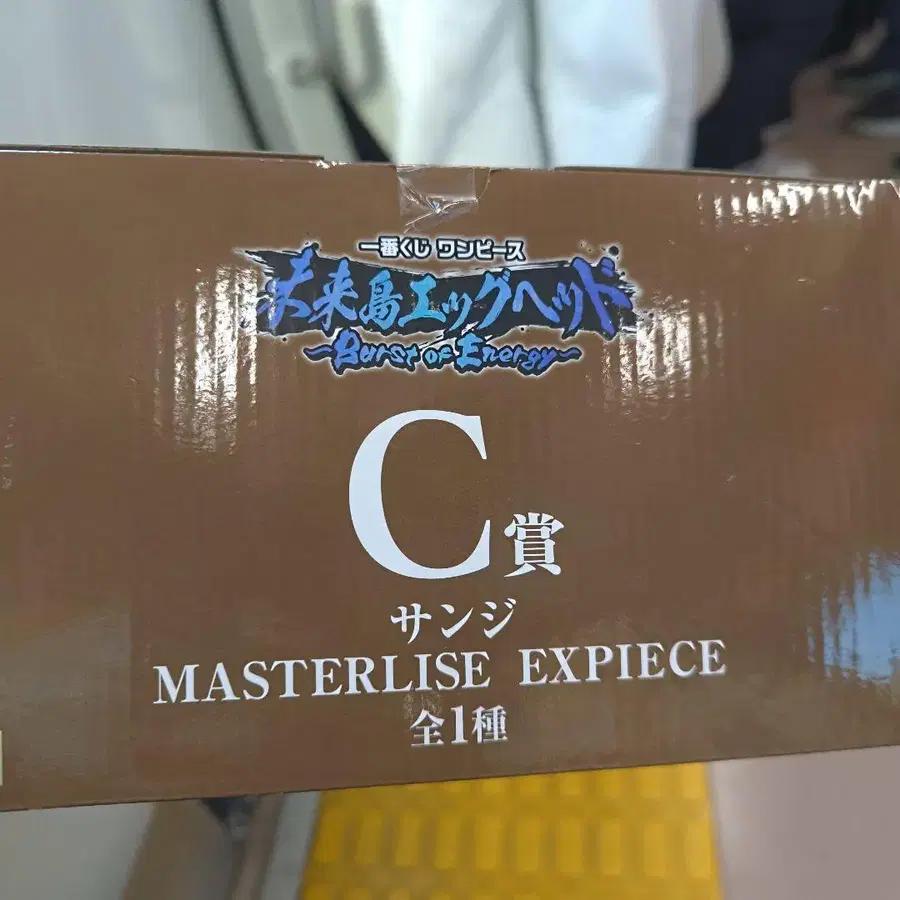 一番くじ ワンピース
未来島エッグヘッド
~Burst of Energy~
C賞
サンジ
MASTERLISE EXPIECE
全1種